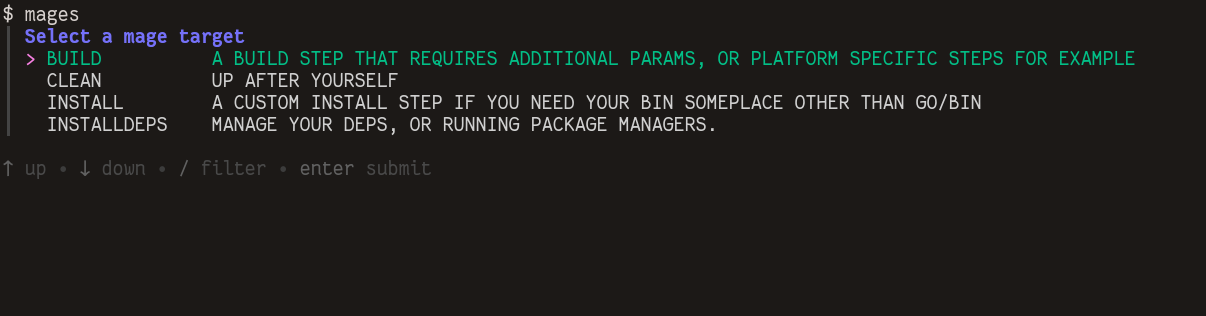 $ mages
Select a mage target
> BUILD A BUILD STEP THAT REQUIRES ADDITIONAL PARAMS, OR PLATFORM SPECIFIC STEPS FOR EXAMPLE
CLEAN UP AFTER YOURSELF
INSTALL A CUSTOM INSTALL STEP IF YOU NEED YOUR BIN SOMEPLACE OTHER THAN GO/BIN
INSTALLDEPS MANAGE YOUR DEPS, OR RUNNING PACKAGE MANAGERS.
↑ up • ↓ down • / filter • enter submit